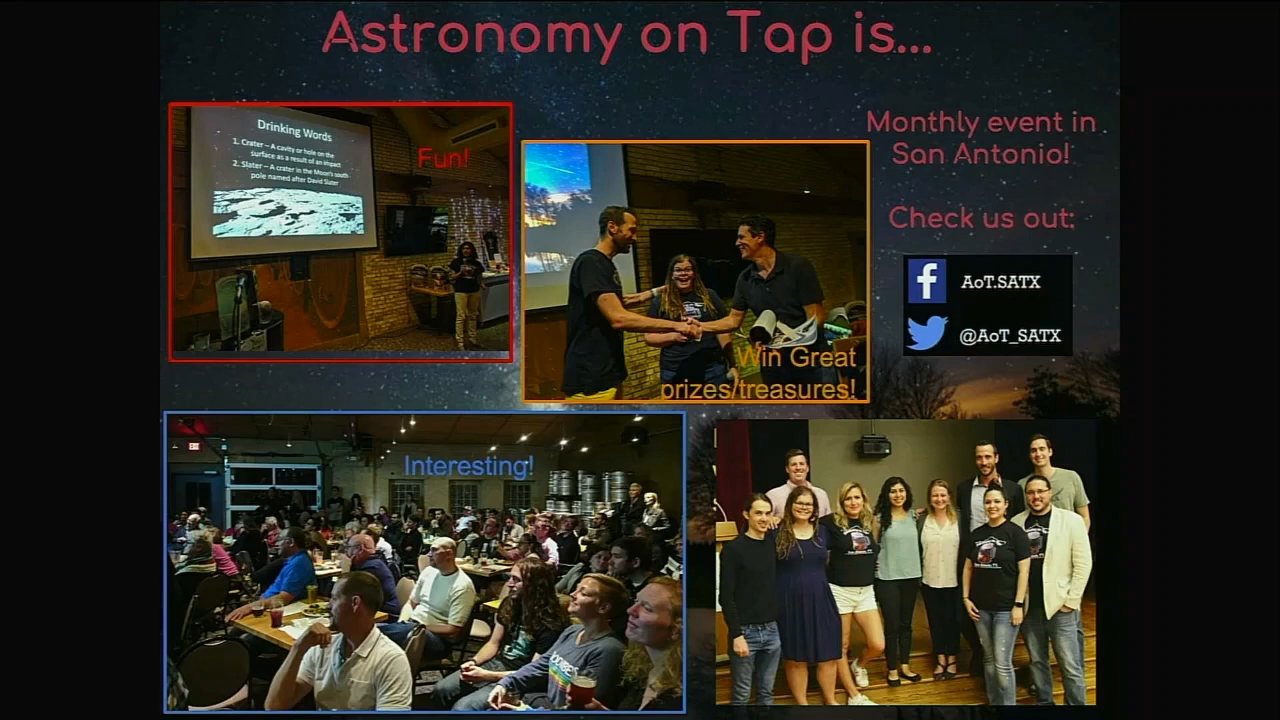 Astronomy on Tap is...
Drinking Words
1. Crater – A cavity or hole on the
surface as a result of an impact
2. Slater – A crater in the Moon's south
pole named after David Slater
Fun!
Win Great
prizes/treasures!
Monthly event in
San Antonio!
Check us out:
f AoT.SATX
@AoT_SATX
Interesting!